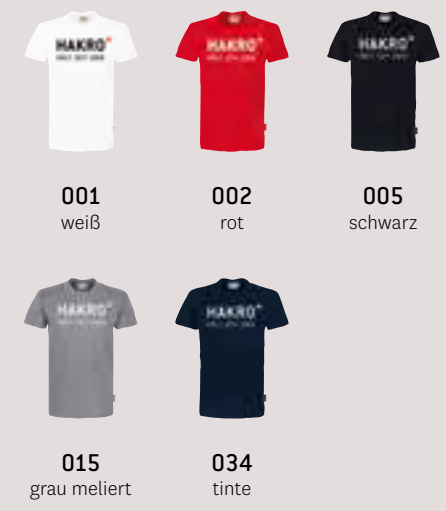 HAKRO
HAKRO
HAKRO
001
002
005
weiß
rot
schwarz
HAKRO
HAKRO
015
034
grau meliert
tinte